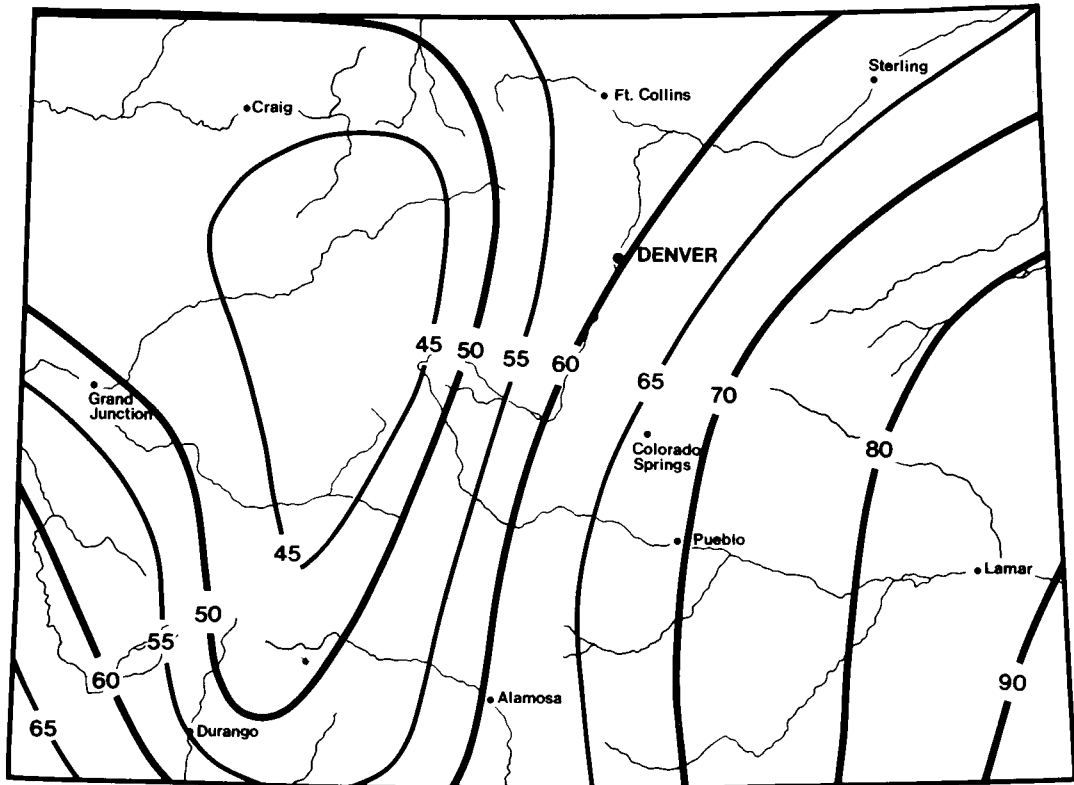 Sterling
Ft. Collins
Craig
DENVER
45
50
55
60
65
70
Grand
Junction
Colorado
Springs
80
Pueblo
45
Lamar
50
55
60
90
Alamosa
65
Durango